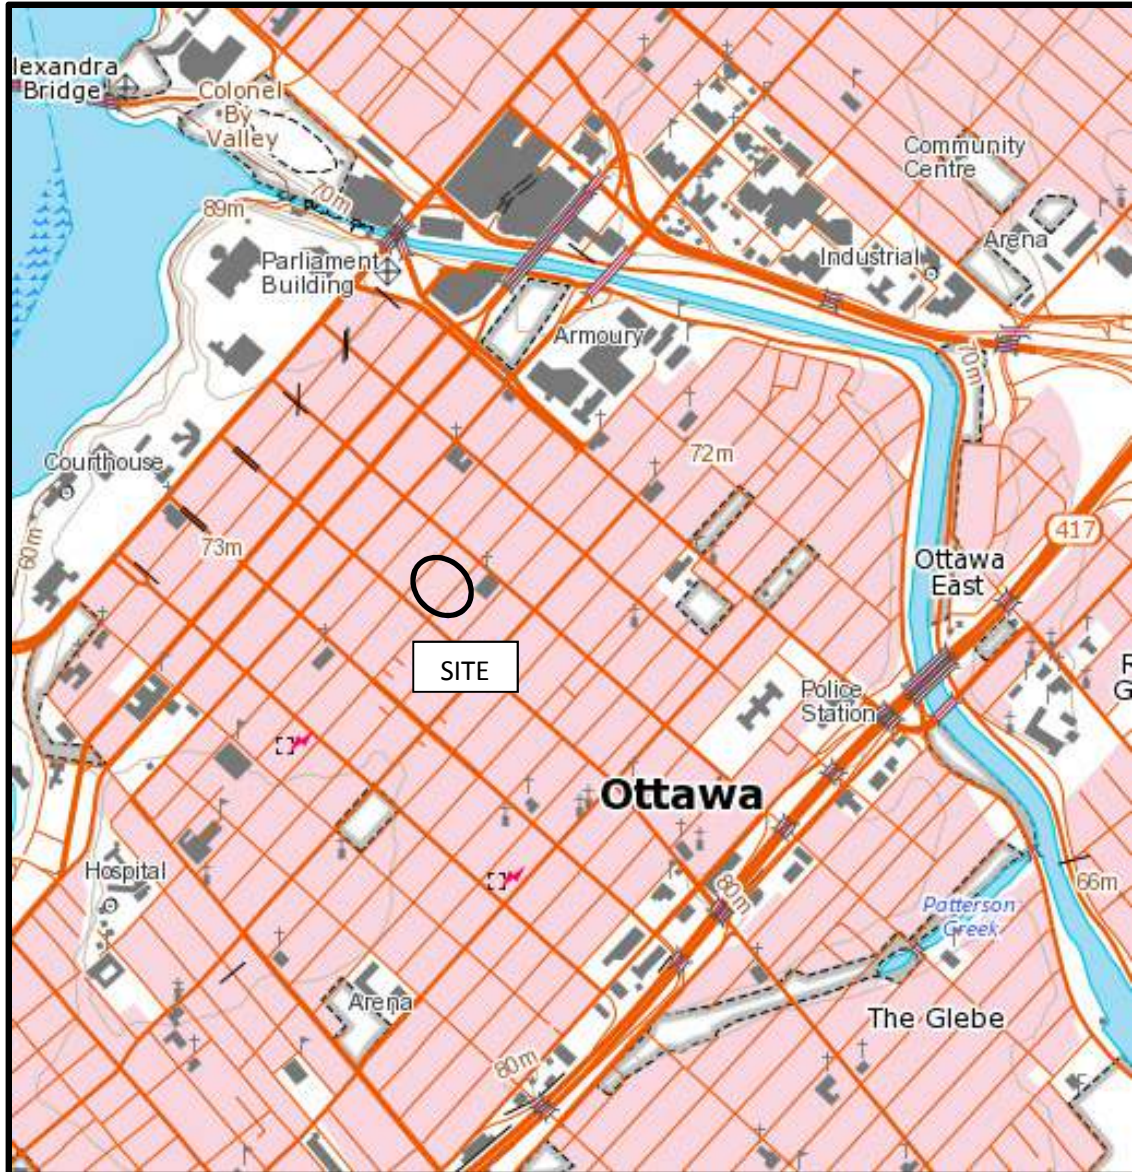 lexandra
Bridge
Colonel
By
Valley
70m
89m
Parliament
Building
Armoury
Community
Centre
Arena
Industrial
70m
Courthouse
72m
60m
73m
417
Ottawa
East
SITE
R
G
Police
Station
Ottawa
Hospital
80m
66m
Patterson
Creek
Arena
The Glebe
80m